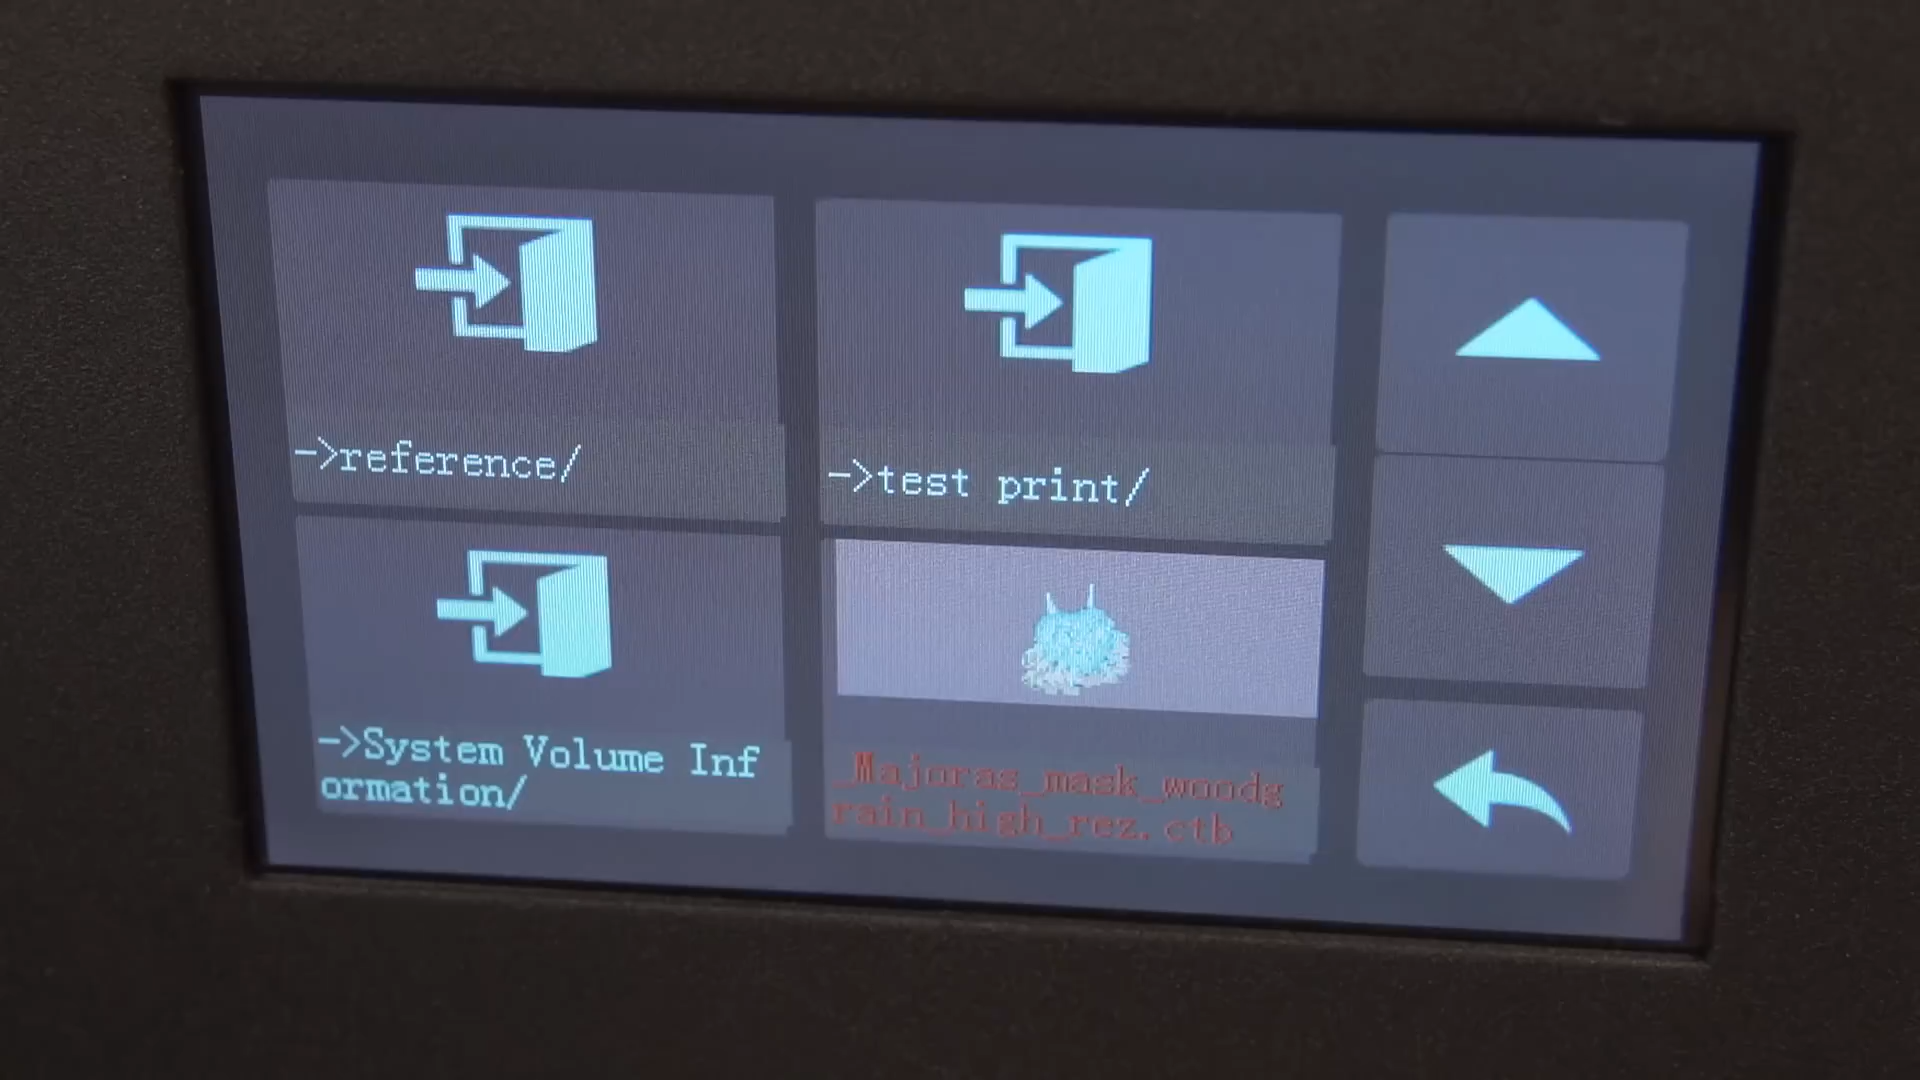 ->reference/
->test print/
->System Volume Inf
ormation/
_Majoras_mask_woodg
rain_high_rez.ctb